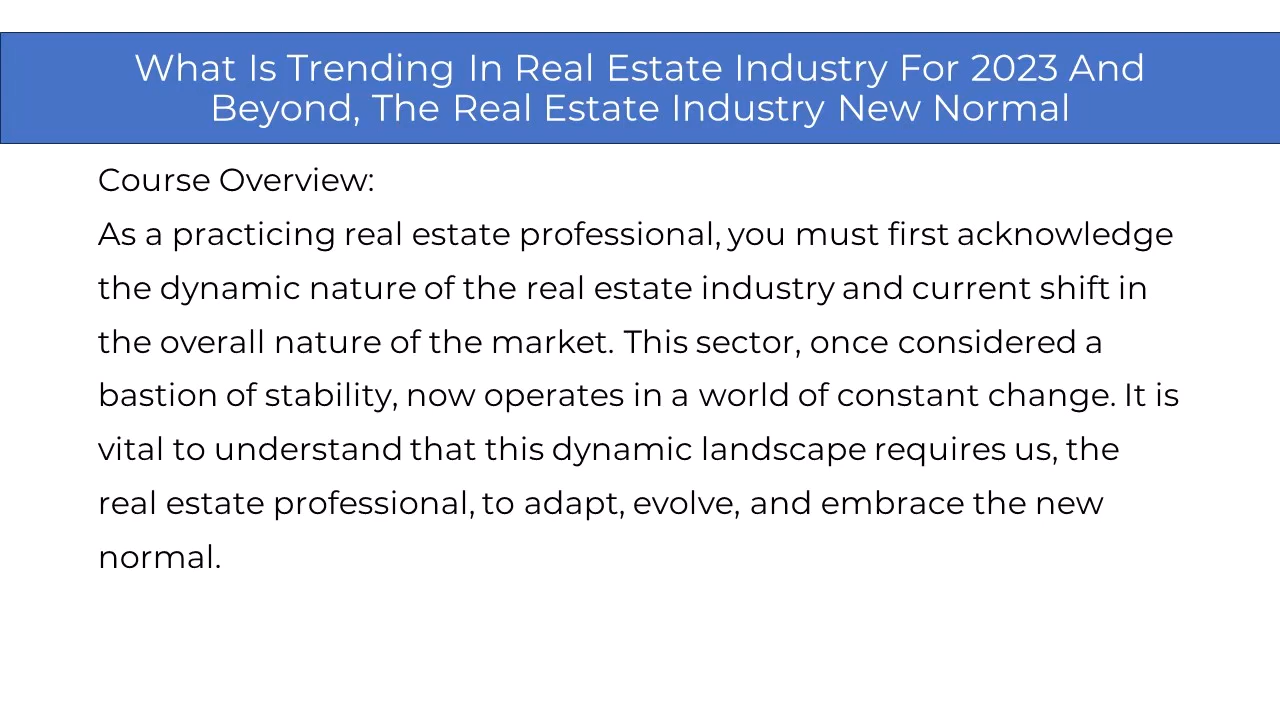 What Is Trending In Real Estate Industry For 2023 And
Beyond, The Real Estate Industry New Normal
Course Overview:
As a practicing real estate professional, you must first acknowledge
the dynamic nature of the real estate industry and current shift in
the overall nature of the market. This sector, once considered a
bastion of stability, now operates in a world of constant change. It is
vital to understand that this dynamic landscape requires us, the
real estate professional, to adapt, evolve, and embrace the new
normal.